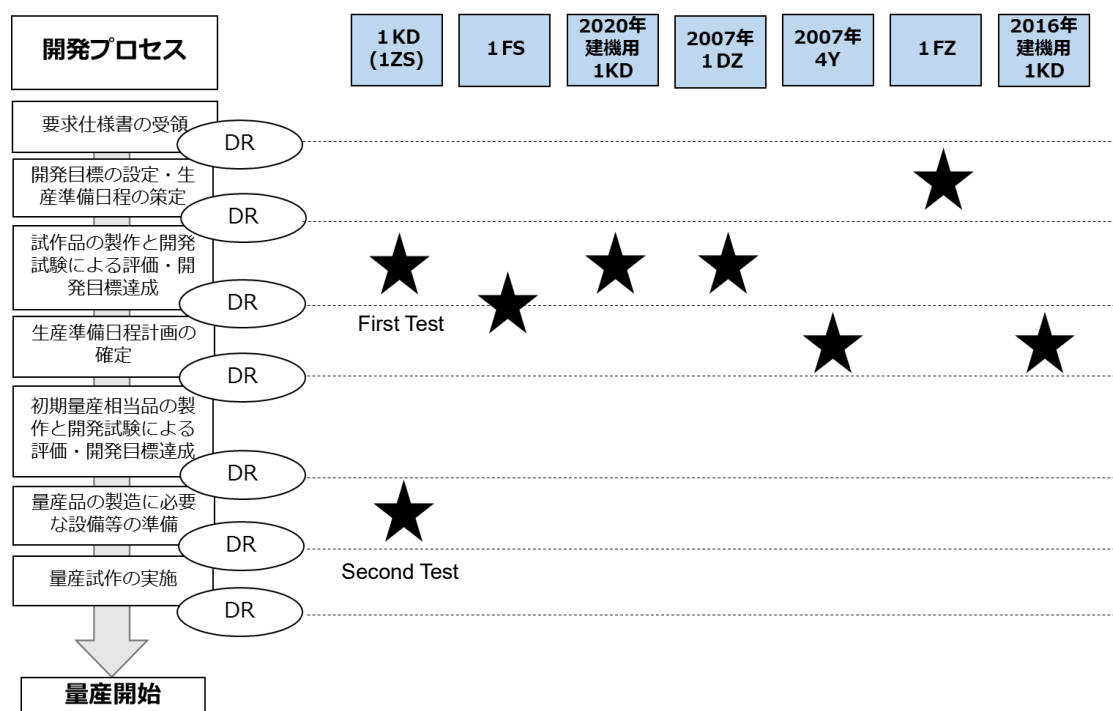 開発プロセス
1KD
(1ZS)
1FS
2020年
建機用
1KD
2007年
1DZ
2007年
4Y
1FZ
2016年
建機用
1KD
要求仕様書の受領
DR
開発目標の設定・生
産準備日程の策定
DR
試作品の製作と開発
試験による評価・開
発目標達成
DR
First Test
生産準備日程計画の
確定
DR
初期量産相当品の製
作と開発試験による
評価・開発目標達成
DR
量産品の製造に必要
な設備等の準備
DR
Second Test
量産試作の実施
DR
量産開始